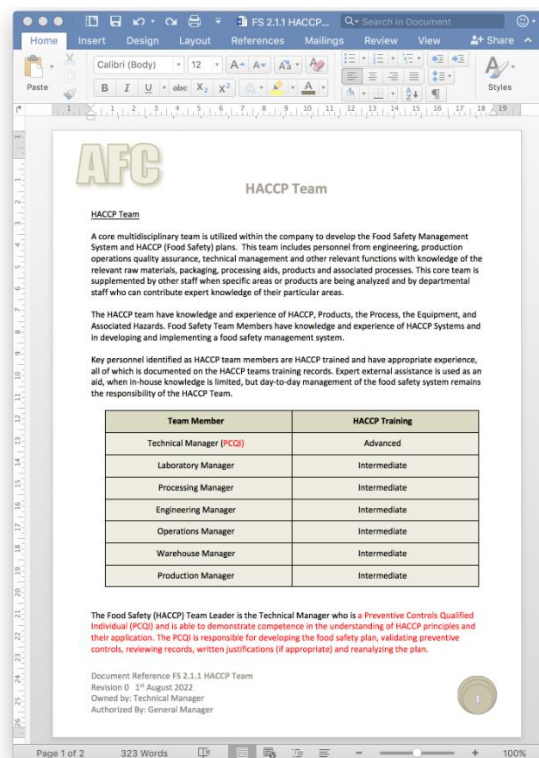 FS 2.1.1 HACCP...
Search in Document
Home Insert Design Layout References Mailings Review View Share
Paste
Calibri (Body) 12
B I U abc X₂ X²
Styles
AFC
HACCP Team
HACCP Team
A core multidisciplinary team is utilized within the company to develop the Food Safety Management
System and HACCP (Food Safety) plans. This team includes personnel from engineering, production
operations quality assurance, technical management and other relevant functions with knowledge of the
relevant raw materials, packaging, processing aids, products and associated processes. This core team is
supplemented by other staff when specific areas or products are being analyzed and by departmental
staff who can contribute expert knowledge of their particular areas.
The HACCP team have knowledge and experience of HACCP, Products, the Process, the Equipment, and
Associated Hazards. Food Safety Team Members have knowledge and experience of HACCP Systems and
in developing and implementing a food safety management system.
Key personnel identified as HACCP team members are HACCP trained and have appropriate experience,
all of which is documented on the HACCP teams training records. Expert external assistance is used as an
aid, when in-house knowledge is limited, but day-to-day management of the food safety system remains
the responsibility of the HACCP Team.
Team Member HACCP Training
Technical Manager (PCQI) Advanced
Laboratory Manager Intermediate
Processing Manager Intermediate
Engineering Manager Intermediate
Operations Manager Intermediate
Warehouse Manager Intermediate
Production Manager Intermediate
The Food Safety (HACCP) Team Leader is the Technical Manager who is a Preventive Controls Qualified
Individual (PCQI) and is able to demonstrate competence in the understanding of HACCP principles and
their application. The PCQI is responsible for developing the food safety plan, validating preventive
controls, reviewing records, written justifications (if appropriate) and reanalyzing the plan.
Document Reference FS 2.1.1 HACCP Team
Revision 0 1st August 2022
Owned by: Technical Manager
Authorized By: General Manager
1
Page 1 of 2 323 Words 100%